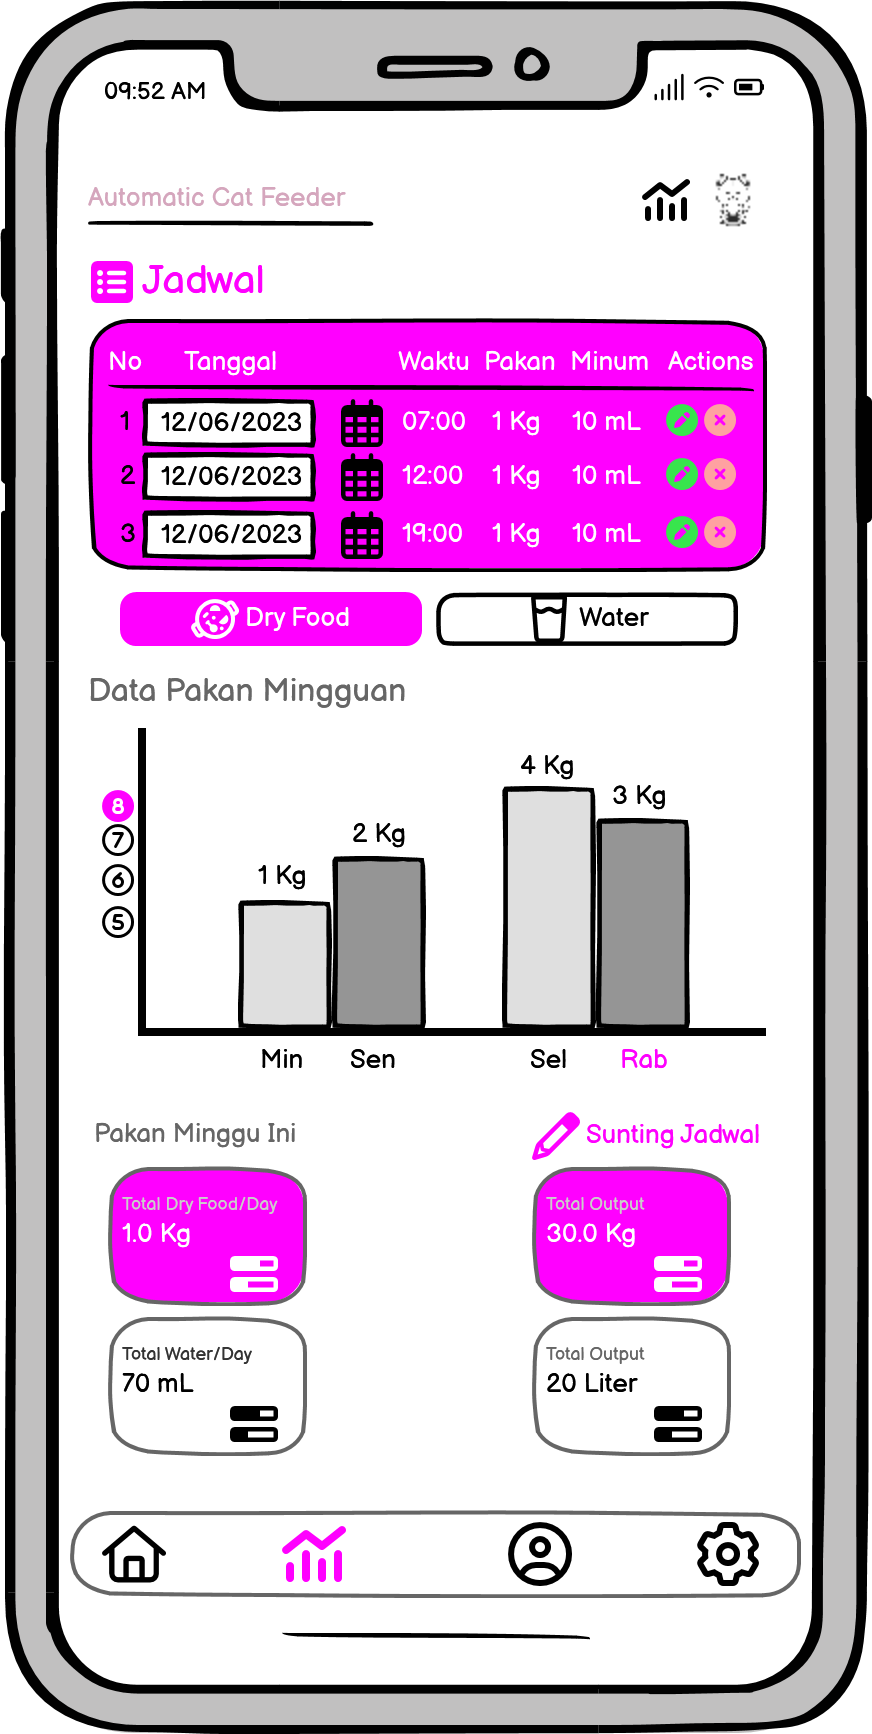 09:52 AM
Automatic Cat Feeder
Jadwal
No Tanggal Waktu Pakan Minum Actions
1 12/06/2023 07:00 1 Kg 10 mL
2 12/06/2023 12:00 1 Kg 10 mL
3 12/06/2023 19:00 1 Kg 10 mL
Dry Food Water
Data Pakan Mingguan
4 Kg
3 Kg
8
7
2 Kg
6
1 Kg
5
Min Sen Sel Rab
Pakan Minggu Ini Sunting Jadwal
Total Dry Food/Day Total Output
1.0 Kg 30.0 Kg
Total Water/Day Total Output
70 mL 20 Liter